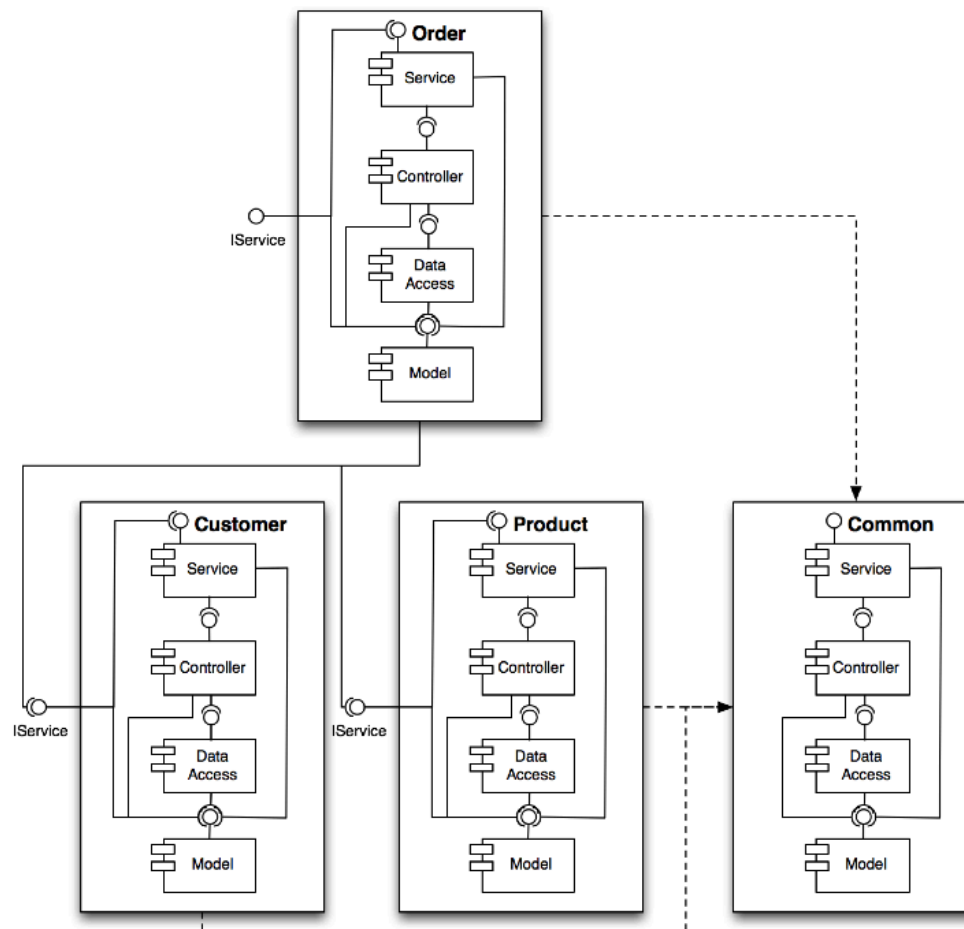 Order
Service
Controller
IService
Data
Access
Model
Customer
Service
Controller
IService
Data
Access
Model
Product
Service
Controller
IService
Data
Access
Model
Common
Service
Controller
Data
Access
Model